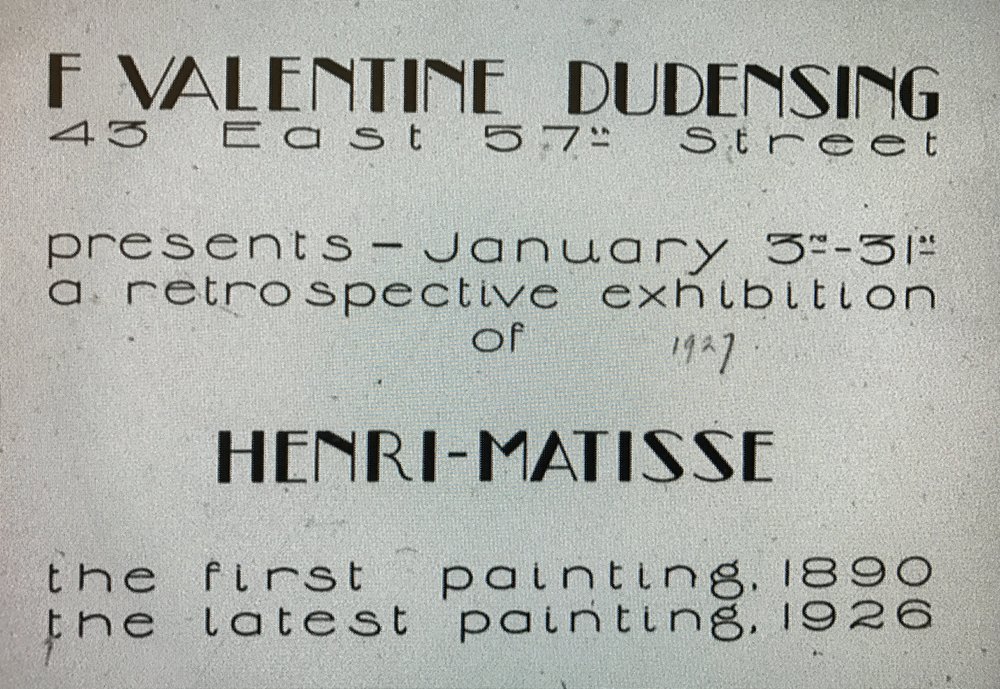 F VALENTINE DUDENSING
43 East 57th Street
presents – January 3rd-31st
a retrospective exhibition
of 1927
HENRI-MATISSE
the first painting, 1890
the latest painting, 1926